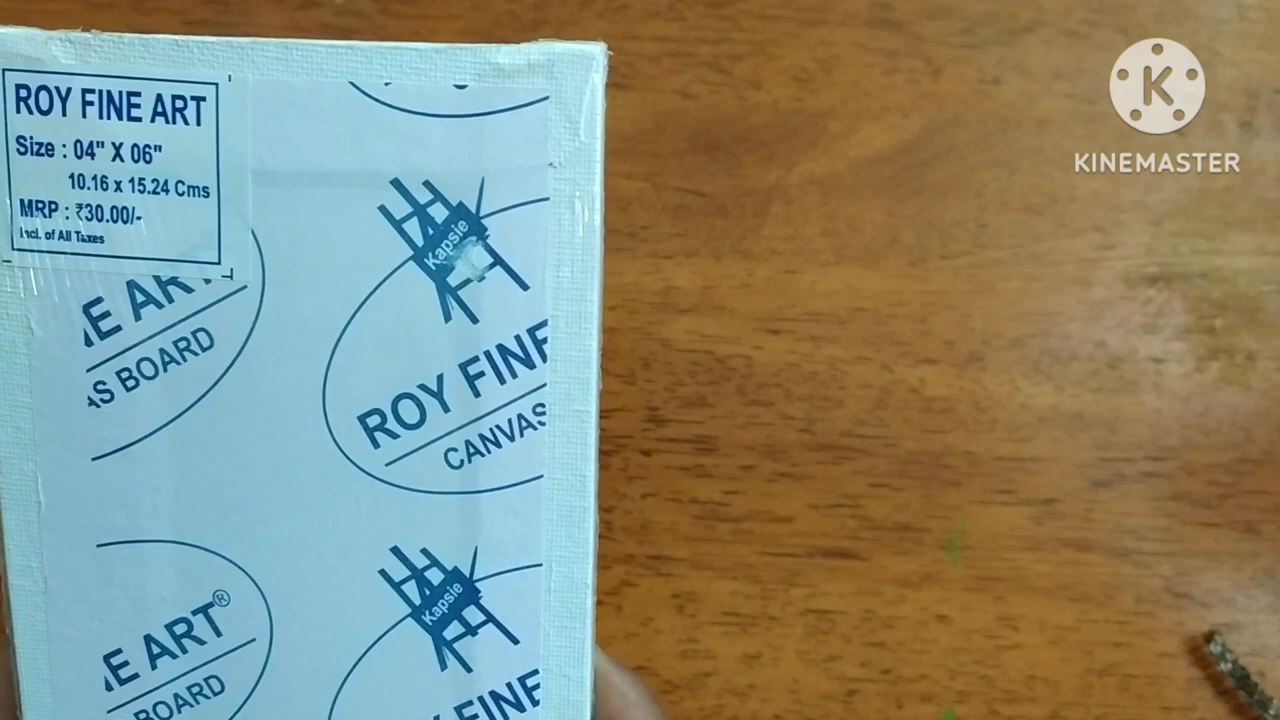 ROY FINE ART
Size : 04" X 06"
10.16 x 15.24 Cms
MRP : ₹30.00/-
Incl. of All Taxes
K
KINEMASTER
Kapsie
E ART
BOARD
ROY FINE
CANVAS
Kapsie
E ART®
BOARD
FINE